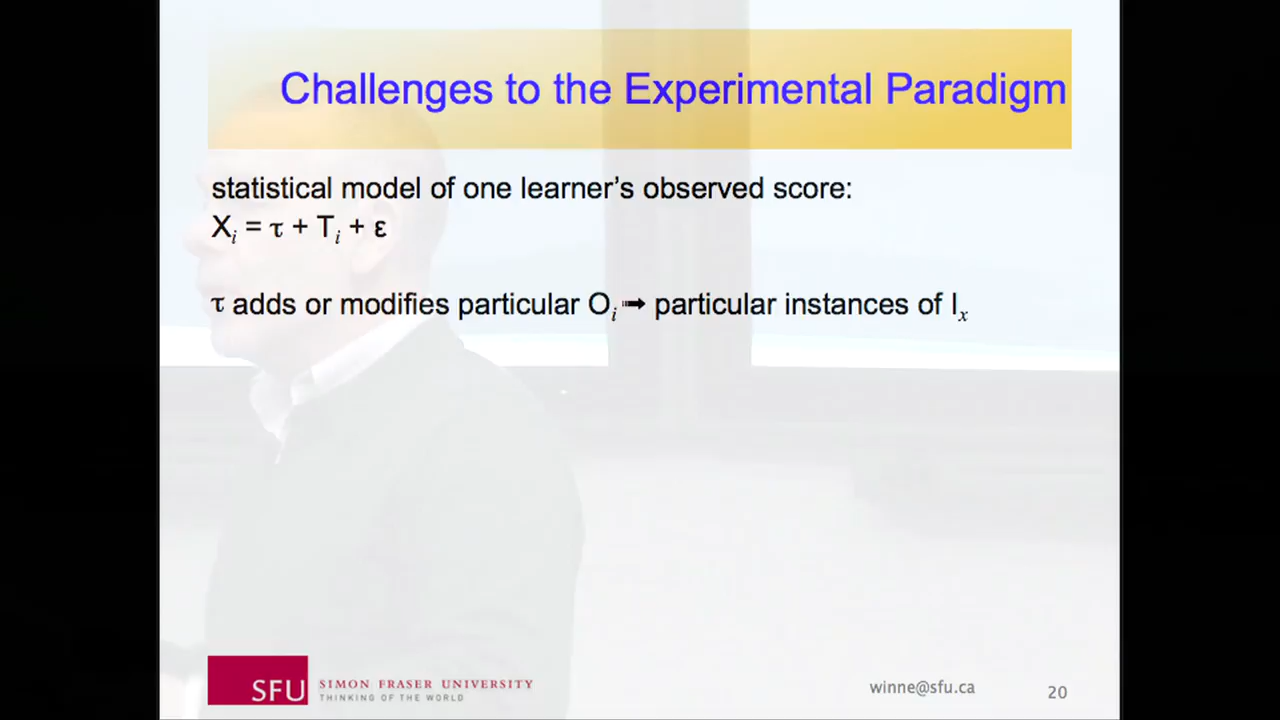 Challenges to the Experimental Paradigm
statistical model of one learner’s observed score:
Xᵢ = τ + Tᵢ + ε
τ adds or modifies particular Oᵢ ➟ particular instances of Iₓ
SFU
SIMON FRASER UNIVERSITY
THINKING OF THE WORLD
winne@sfu.ca
20